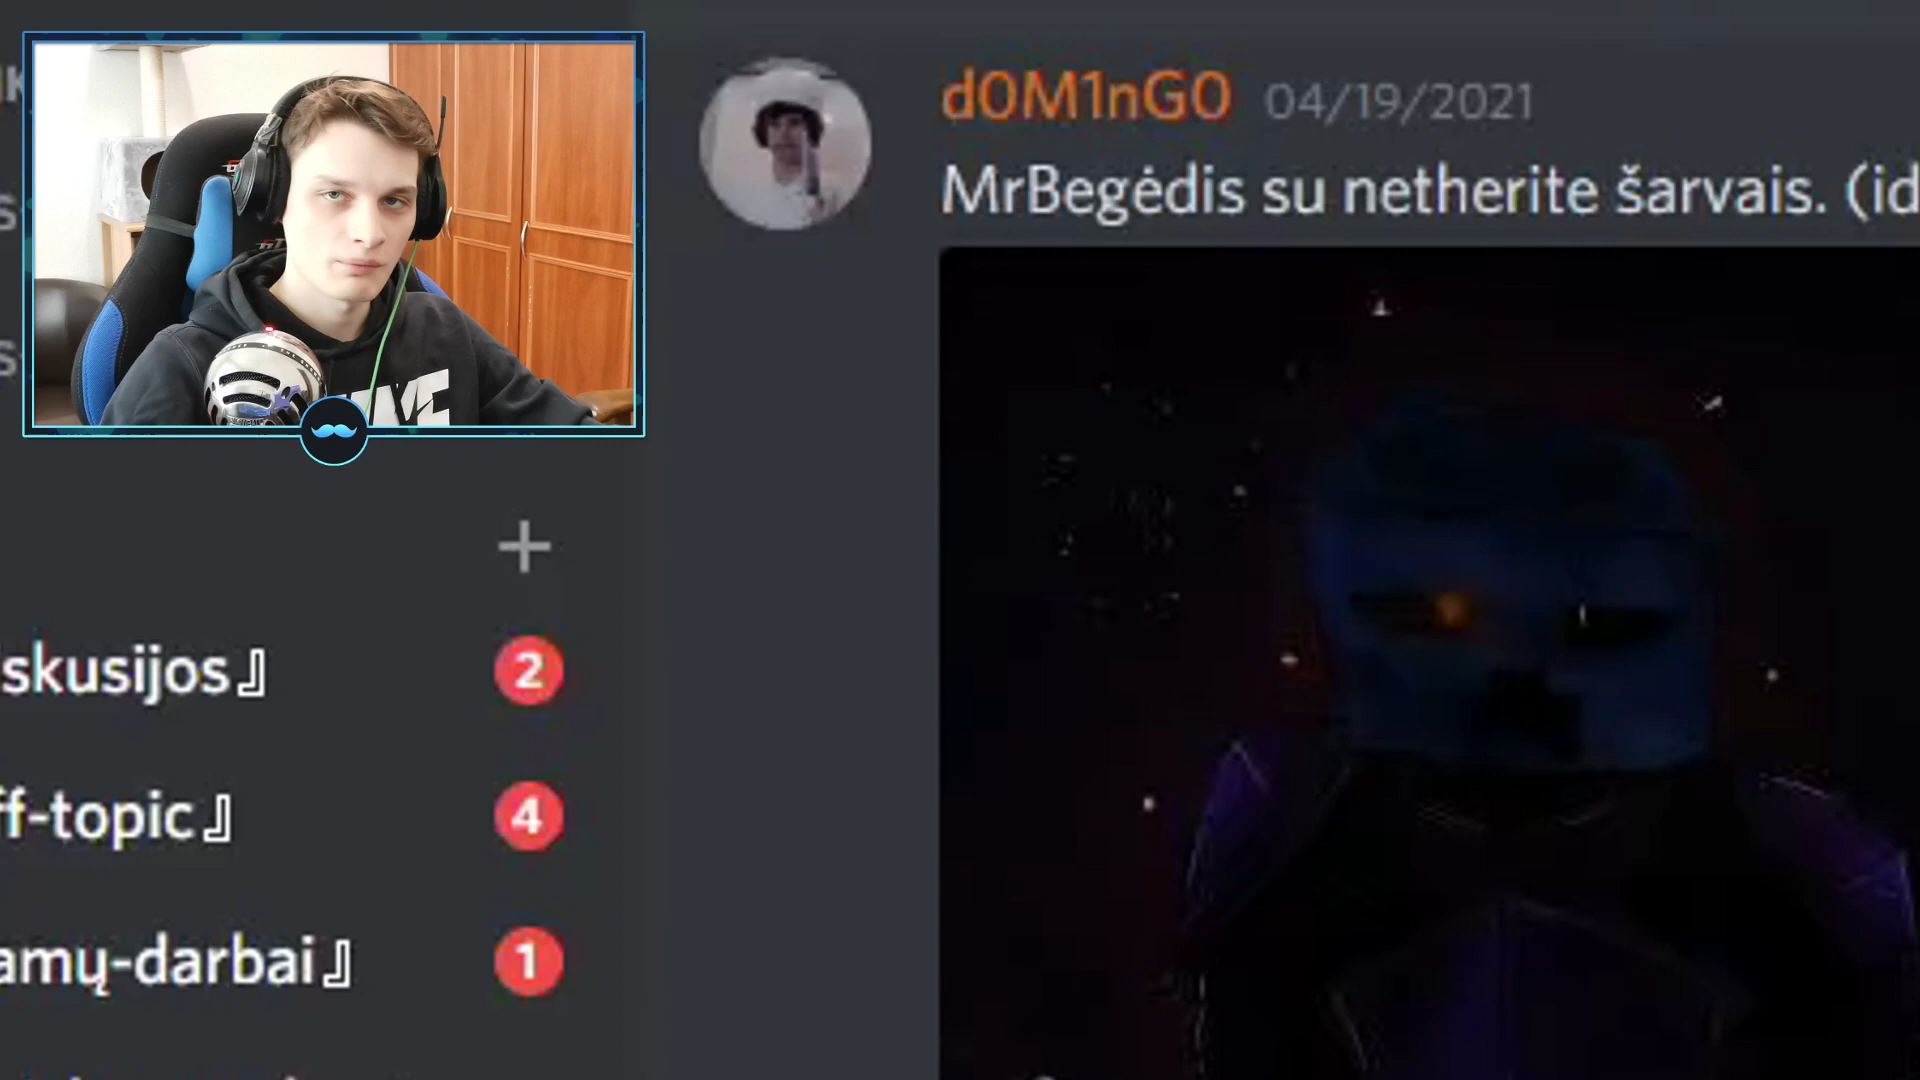 d0M1nG0 04/19/2021
MrBegėdis su netherite šarvais. (id
skusijos』
2
ff-topic』
4
amų-darbai』
1